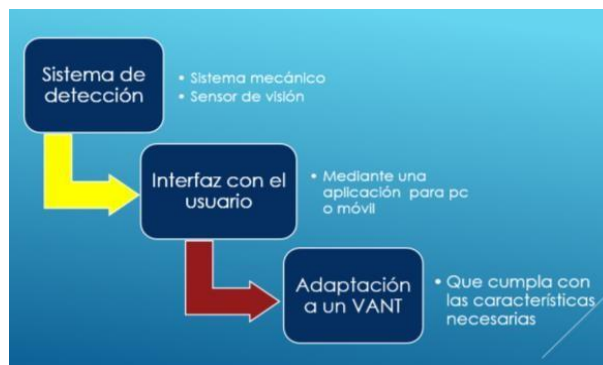 Sistema de
detección
• Sistema mecánico
• Sensor de visión
Interfaz con el
usuario
• Mediante una
aplicación para pc
o móvil
Adaptación
a un VANT
• Que cumpla con
las características
necesarias